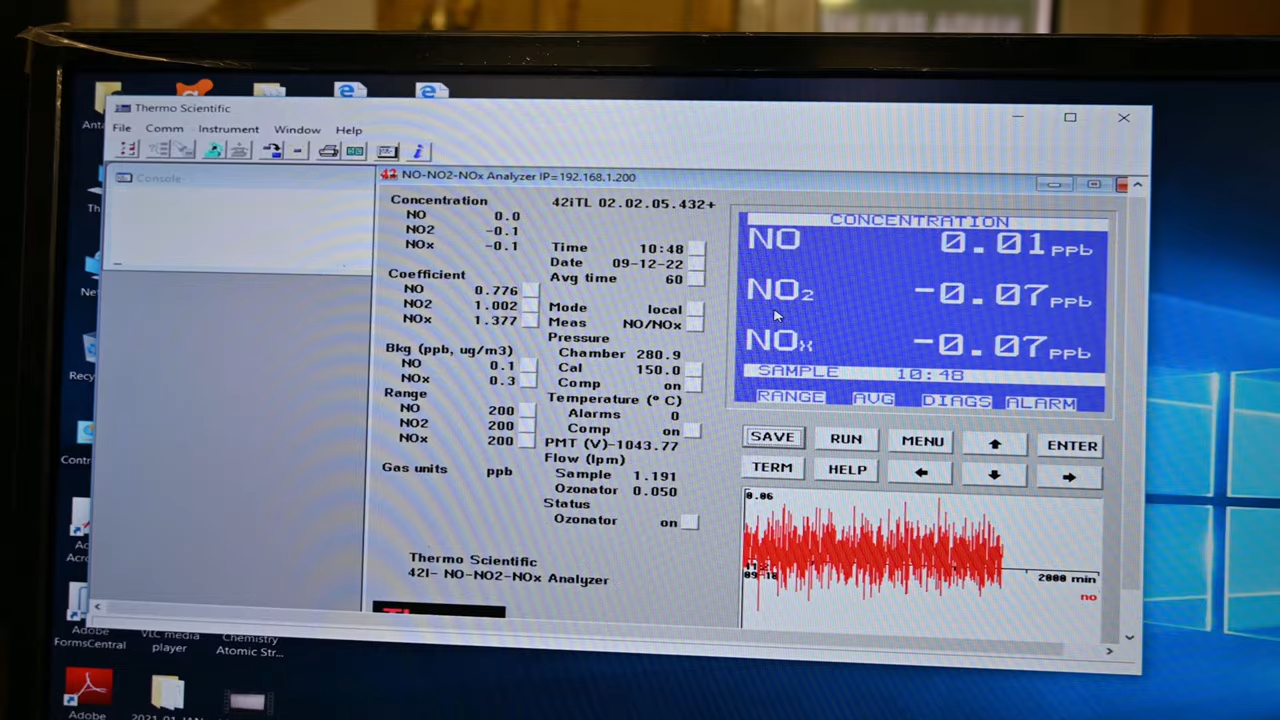 Thermo Scientific
File Comm Instrument Window Help
Console
42 NO-NO2-NOx Analyzer IP=192.168.1.200
Concentration
NO 0.0
NO2 -0.1
NOx -0.1
Coefficient
NO 0.776
NO2 1.002
NOx 1.377
Bkg (ppb, ug/m3)
NO 0.1
NOx 0.3
Range
NO 200
NO2 200
NOx 200
Gas units ppb
42iTL 02.02.05.432+
Time 10:48
Date 09-12-22
Avg time 60
Mode local
Meas NO/NOx
Pressure
Chamber 280.9
Cal 150.0
Comp on
Temperature (° C)
Alarms 0
Comp on
PMT (V)-1043.77
Flow (lpm)
Sample 1.191
Ozonator 0.050
Status
Ozonator on
Thermo Scientific
42I- NO-NO2-NOx Analyzer
CONCENTRATION
NO 0.01 ppb
NO2 -0.07 ppb
NOx -0.07 ppb
SAMPLE 10:48
RANGE AVG DIAGS ALARM
SAVE RUN MENU ENTER
TERM HELP
0.06
09-18
2000 min
no
Adobe
FormsCentral
VLC media
player
Chemistry
Atomic Str...
Adobe